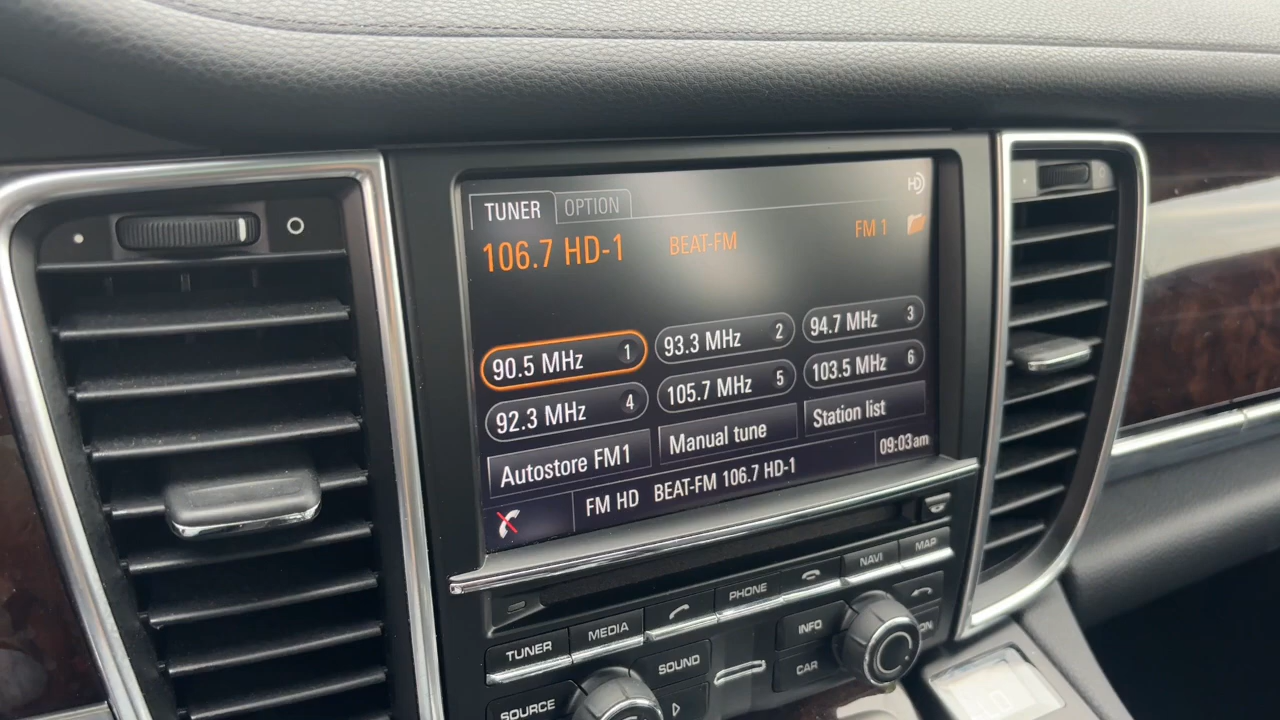 TUNER OPTION HD
106.7 HD-1 BEAT-FM FM 1
90.5 MHz 1 93.3 MHz 2 94.7 MHz 3
92.3 MHz 4 105.7 MHz 5 103.5 MHz 6
Autostore FM1 Manual tune Station list
FM HD BEAT-FM 106.7 HD-1 09:03 am
TUNER MEDIA PHONE NAVI MAP
SOURCE SOUND INFO
CAR